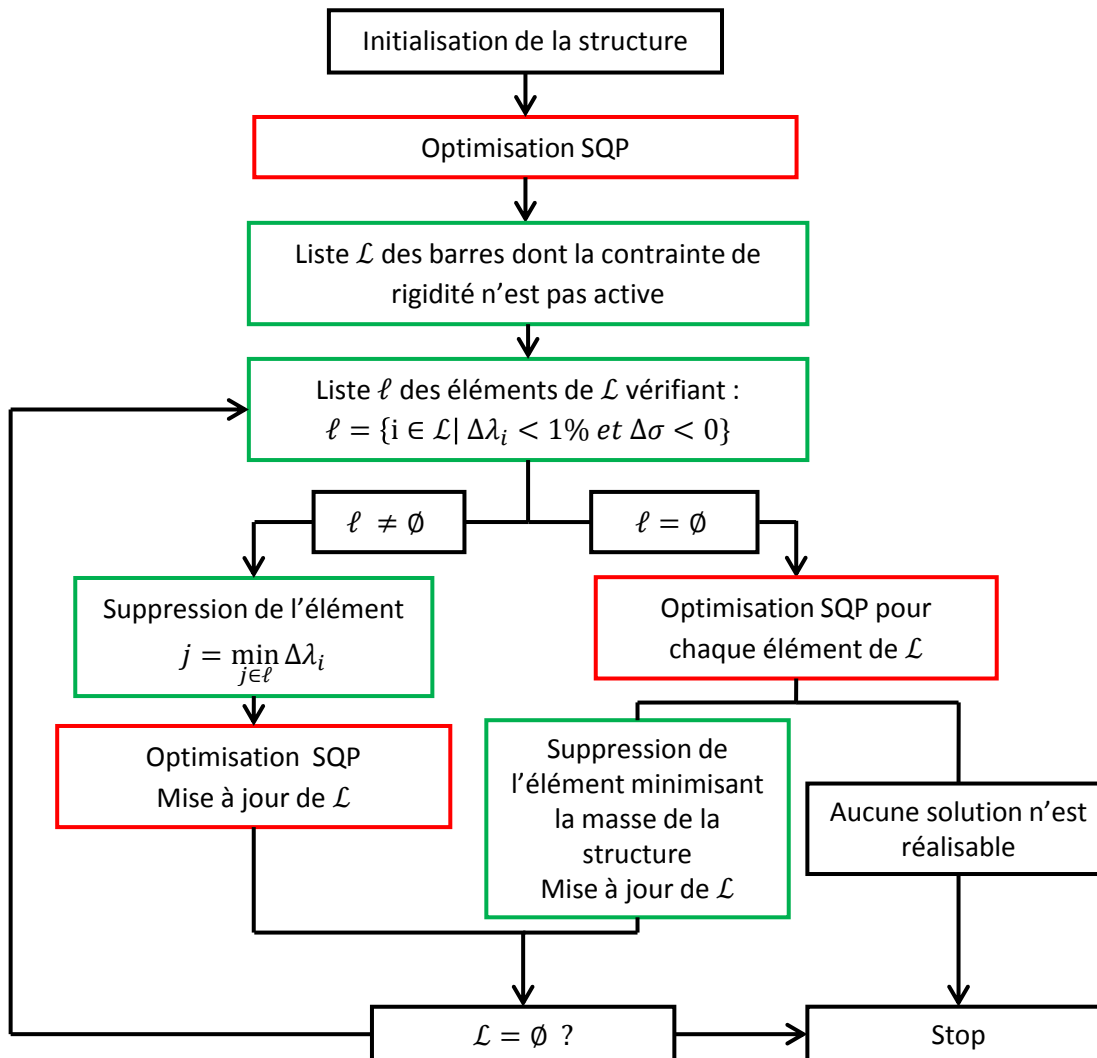 Initialisation de la structure
Optimisation SQP
Liste ℒ des barres dont la contrainte de
rigidité n’est pas active
Liste ℓ des éléments de ℒ vérifiant :
ℓ = {i ∈ ℒ| Δλᵢ < 1% et Δσ < 0}
ℓ ≠ ∅
ℓ = ∅
Suppression de l’élément
j = min Δλᵢ
j∈ℓ
Optimisation SQP pour
chaque élément de ℒ
Optimisation SQP
Mise à jour de ℒ
Suppression de
l’élément minimisant
la masse de la
structure
Mise à jour de ℒ
Aucune solution n’est
réalisable
ℒ = ∅ ?
Stop